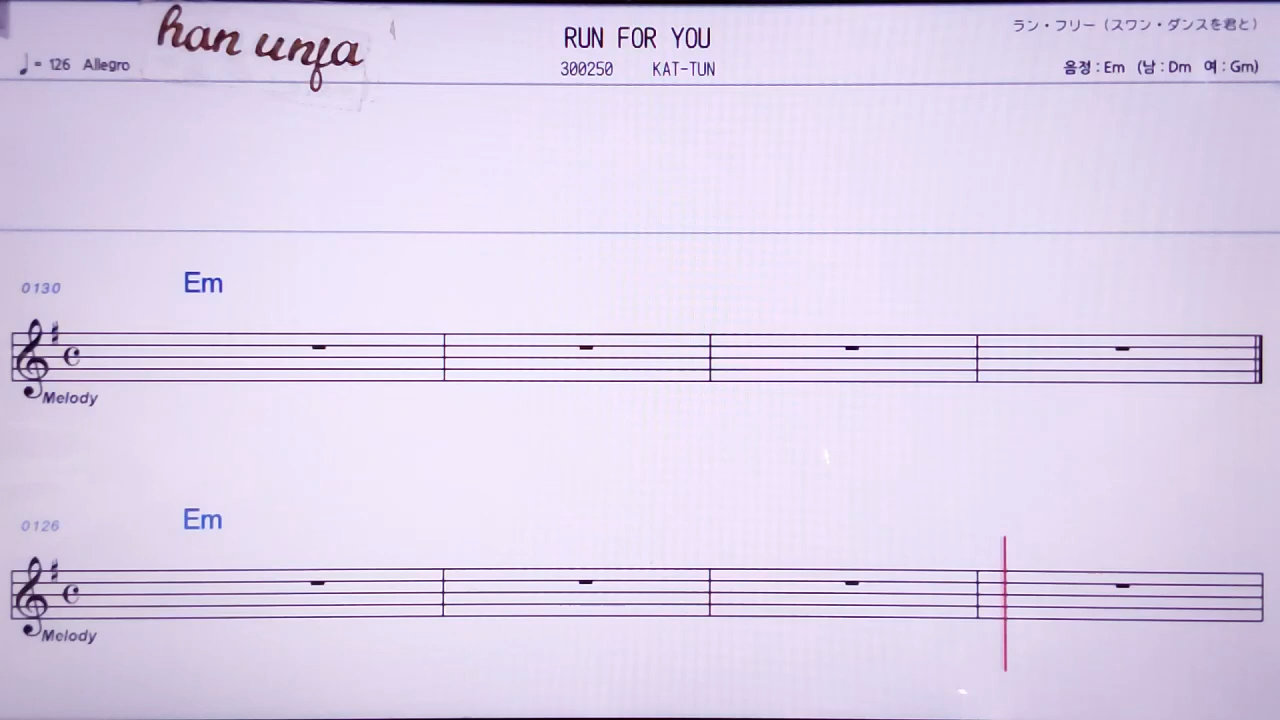 han unfa
RUN FOR YOU
ラン・フリー（スワン・ダンスを君と）
♩= 126 Allegro
300250 KAT-TUN
음정 : Em (남 : Dm 여 : Gm)
0130
Em
Melody
0126
Em
Melody